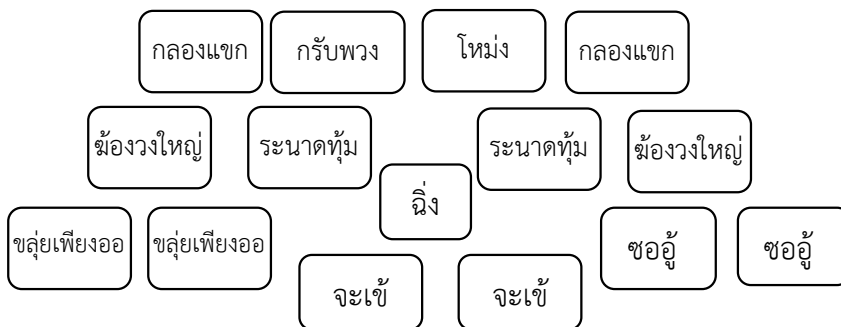 กลองแขก กรับพวง โหม่ง กลองแขก
ฆ้องวงใหญ่ ระนาดทุ้ม ระนาดทุ้ม ฆ้องวงใหญ่
ฉิ่ง
ขลุ่ยเพียงออ ขลุ่ยเพียงออ ซออู้ ซออู้
จะเข้ จะเข้